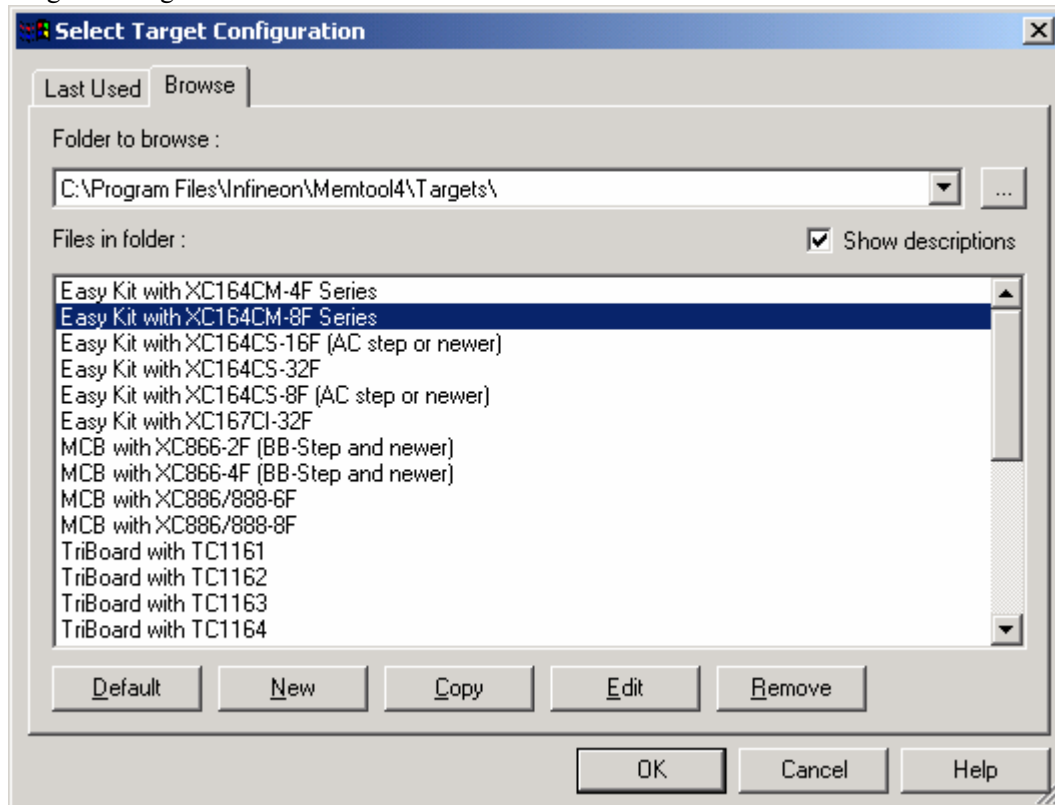 Select Target Configuration
Last Used Browse
Folder to browse :
C:\Program Files\Infineon\Memtool4\Targets\ ...
Files in folder : Show descriptions
Easy Kit with XC164CM-4F Series
Easy Kit with XC164CM-8F Series
Easy Kit with XC164CS-16F (AC step or newer)
Easy Kit with XC164CS-32F
Easy Kit with XC164CS-8F (AC step or newer)
Easy Kit with XC167CI-32F
MCB with XC866-2F (BB-Step and newer)
MCB with XC866-4F (BB-Step and newer)
MCB with XC886/888-6F
MCB with XC886/888-8F
TriBoard with TC1161
TriBoard with TC1162
TriBoard with TC1163
TriBoard with TC1164
Default New Copy Edit Remove
OK Cancel Help